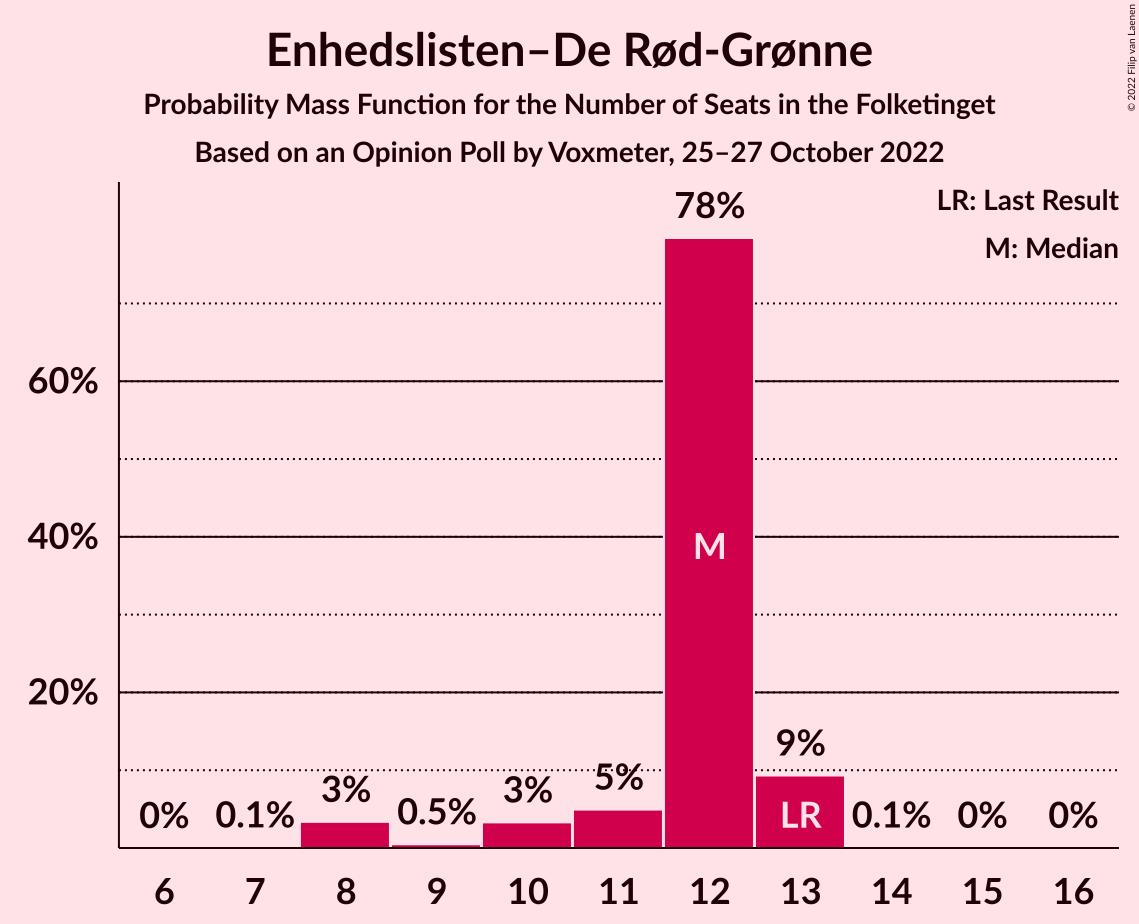 Enhedslisten–De Rød-Grønne
Probability Mass Function for the Number of Seats in the Folketinget
Based on an Opinion Poll by Voxmeter, 25–27 October 2022
© 2022 Filip van Laenen
LR: Last Result
M: Median
78%
60%
40%
20%
M
0%
0.1%
3%
0.5%
3%
5%
9%
LR
0.1%
0%
0%
6 7 8 9 10 11 12 13 14 15 16